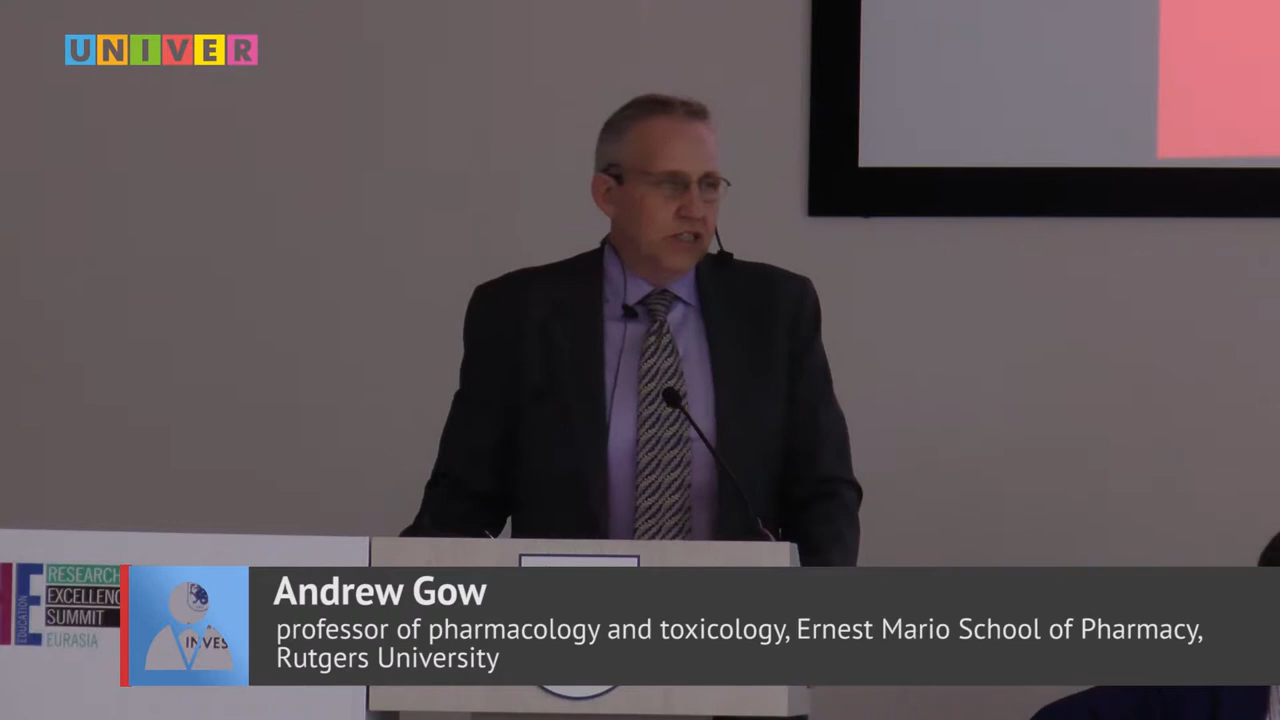 UNIVER
RESEARCH
EXCELLENC
SUMMIT
EURASIA
EDUCATION
INVES
Andrew Gow
professor of pharmacology and toxicology, Ernest Mario School of Pharmacy,
Rutgers University